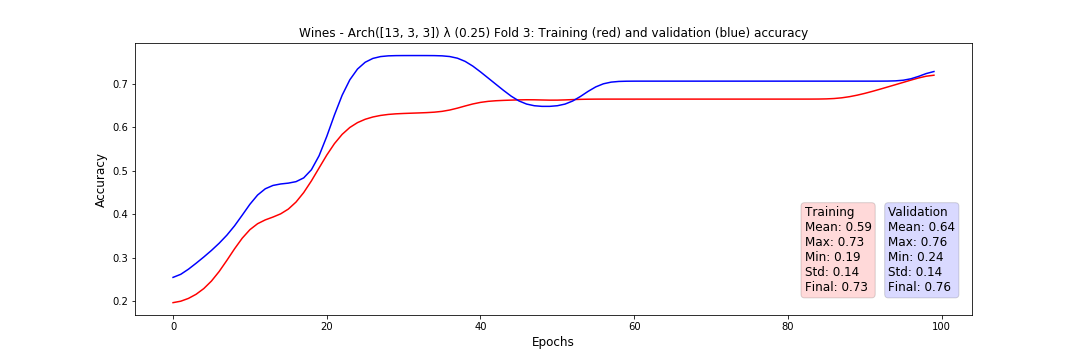 Wines - Arch([13, 3, 3]) λ (0.25) Fold 3: Training (red) and validation (blue) accuracy
Accuracy
0.7
0.6
0.5
0.4
0.3
0.2
Training
Mean: 0.59
Max: 0.73
Min: 0.19
Std: 0.14
Final: 0.73
Validation
Mean: 0.64
Max: 0.76
Min: 0.24
Std: 0.14
Final: 0.76
0
20
40
60
80
100
Epochs